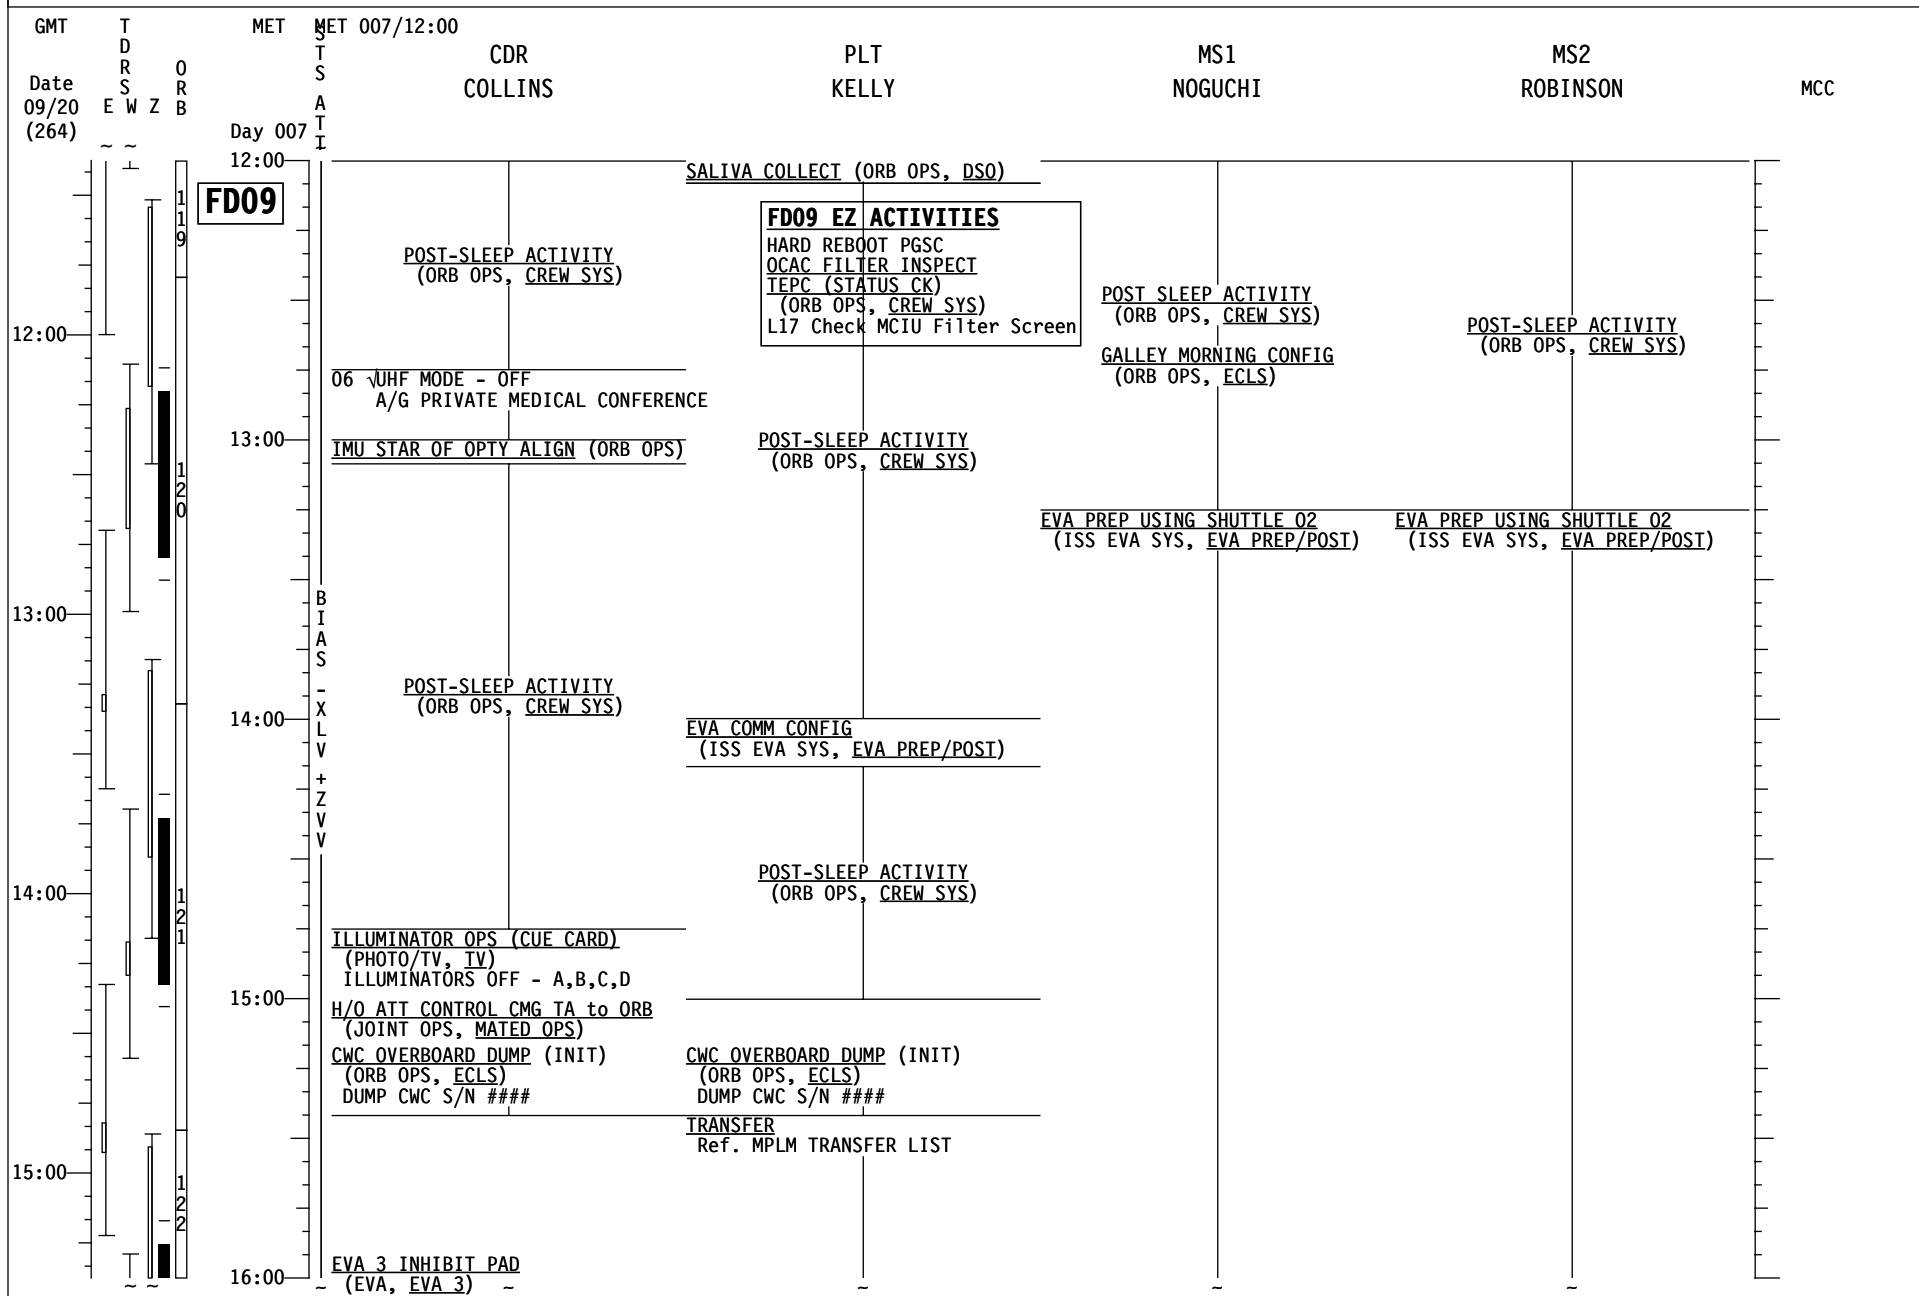 GMT
TDRS
MET
MET 007/12:00
STS ATT
CDR
COLLINS
PLT
KELLY
MS1
NOGUCHI
MS2
ROBINSON
MCC
Date
09/20
(264)
E W Z
ORB
Day 007
~ ~ ~
12:00
FD09
119
SALIVA COLLECT (ORB OPS, DSO)
FD09 EZ ACTIVITIES
HARD REBOOT PGSC
OCAC FILTER INSPECT
TEPC (STATUS CK)
(ORB OPS, CREW SYS)
L17 Check MCIU Filter Screen
POST-SLEEP ACTIVITY
(ORB OPS, CREW SYS)
POST SLEEP ACTIVITY
(ORB OPS, CREW SYS)
GALLEY MORNING CONFIG
(ORB OPS, ECLS)
POST-SLEEP ACTIVITY
(ORB OPS, CREW SYS)
12:00
06 √UHF MODE - OFF
A/G PRIVATE MEDICAL CONFERENCE
13:00
IMU STAR OF OPTY ALIGN (ORB OPS)
POST-SLEEP ACTIVITY
(ORB OPS, CREW SYS)
120
EVA PREP USING SHUTTLE O2
(ISS EVA SYS, EVA PREP/POST)
EVA PREP USING SHUTTLE O2
(ISS EVA SYS, EVA PREP/POST)
13:00
BIAS -XLV +ZVV
POST-SLEEP ACTIVITY
(ORB OPS, CREW SYS)
14:00
EVA COMM CONFIG
(ISS EVA SYS, EVA PREP/POST)
POST-SLEEP ACTIVITY
(ORB OPS, CREW SYS)
14:00
121
ILLUMINATOR OPS (CUE CARD)
(PHOTO/TV, TV)
ILLUMINATORS OFF - A,B,C,D
15:00
H/O ATT CONTROL CMG TA to ORB
(JOINT OPS, MATED OPS)
CWC OVERBOARD DUMP (INIT)
(ORB OPS, ECLS)
DUMP CWC S/N ####
CWC OVERBOARD DUMP (INIT)
(ORB OPS, ECLS)
DUMP CWC S/N ####
TRANSFER
Ref. MPLM TRANSFER LIST
15:00
122
EVA 3 INHIBIT PAD
(EVA, EVA 3)
16:00
~ ~ ~ ~ ~ ~ ~